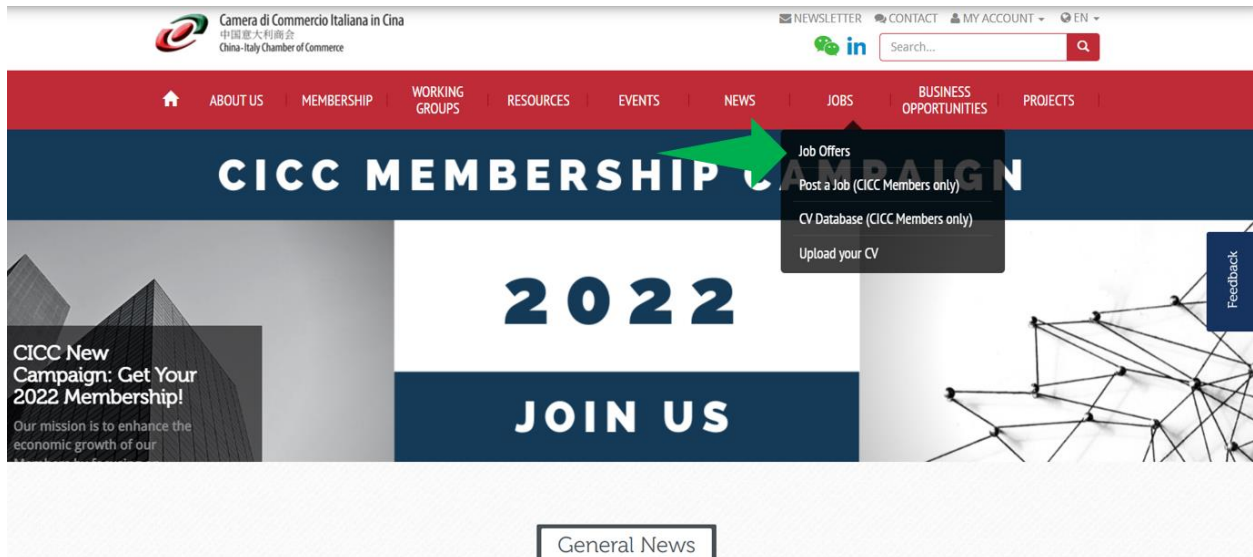 Camera di Commercio Italiana in Cina
中国意大利商会
China-Italy Chamber of Commerce
NEWSLETTER CONTACT MY ACCOUNT EN
in
Search...
ABOUT US MEMBERSHIP WORKING GROUPS RESOURCES EVENTS NEWS JOBS BUSINESS OPPORTUNITIES PROJECTS
Job Offers
Post a Job (CICC Members only)
CV Database (CICC Members only)
Upload your CV
CICC MEMBERSHIP CAMPAIGN
2022
JOIN US
CICC New
Campaign: Get Your
2022 Membership!
Our mission is to enhance the
economic growth of our
Feedback
General News